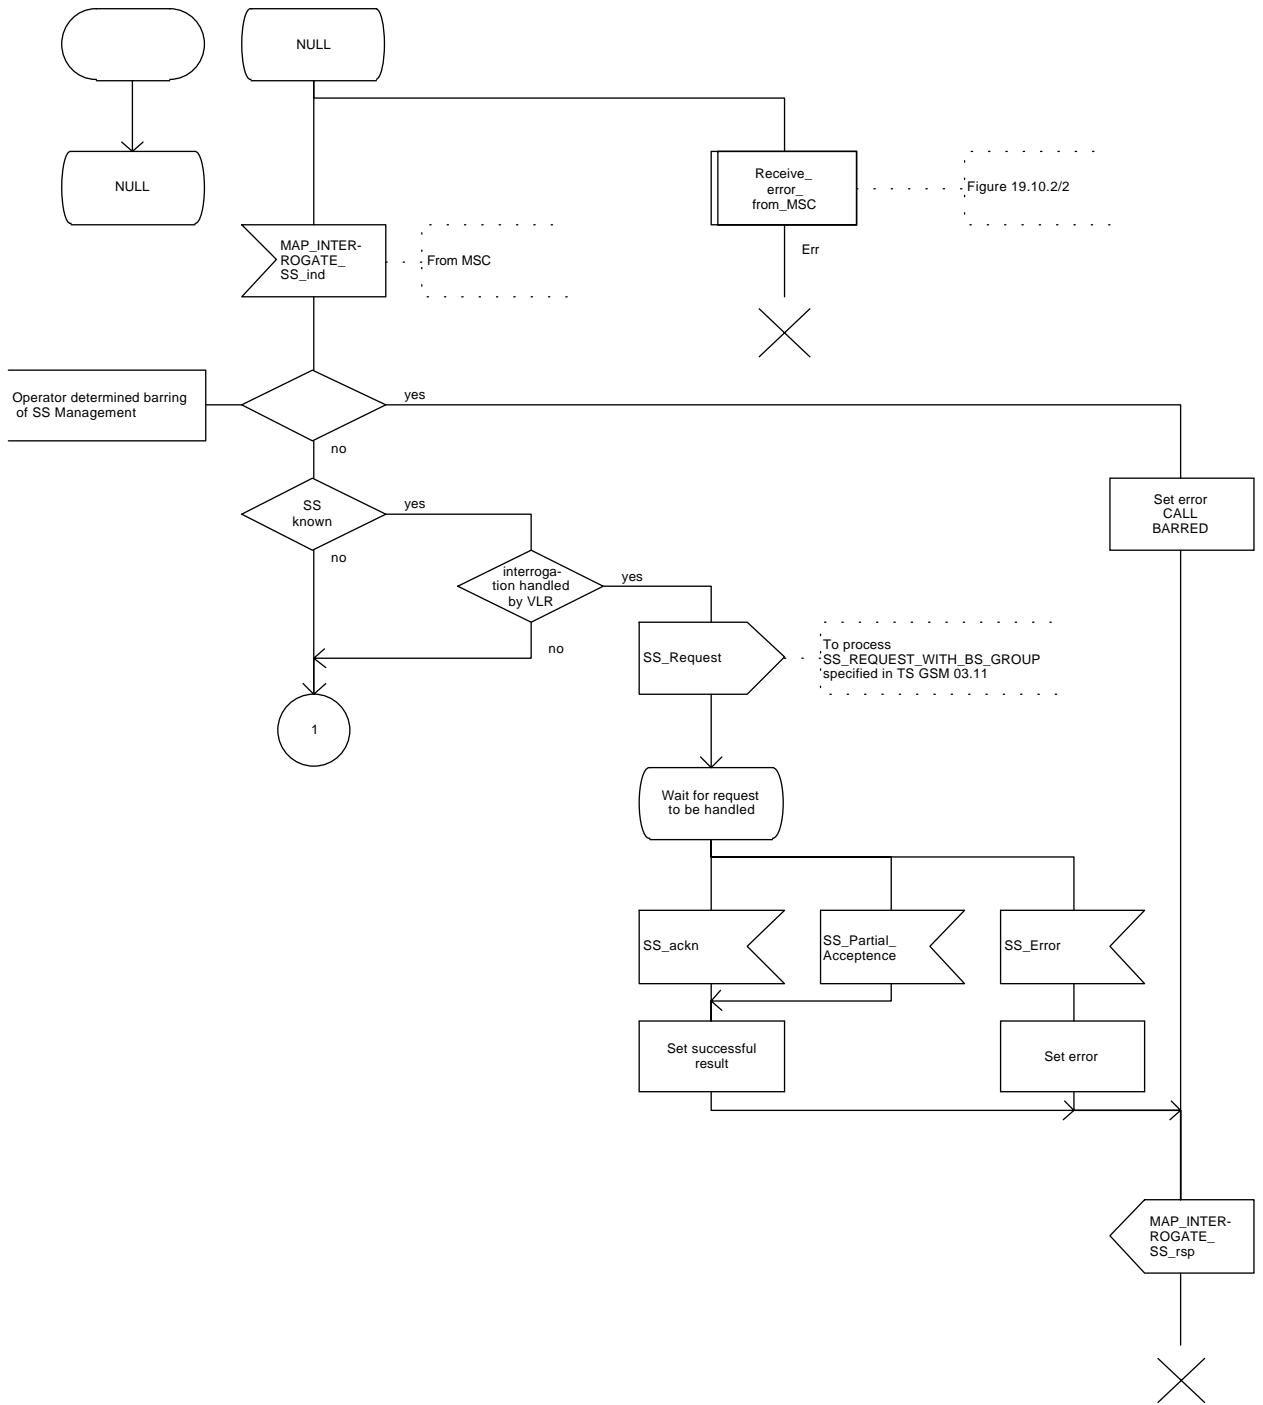 NULL
NULL
Receive_
error_
from_MSC
Figure 19.10.2/2
Err
MAP_INTER-
ROGATE_
SS_ind
From MSC
Operator determined barring
of SS Management
yes
no
SS
known
yes
no
Set error
CALL
BARRED
interroga-
tion handled
by VLR
yes
no
SS_Request
To process
SS_REQUEST_WITH_BS_GROUP
specified in TS GSM 03.11
1
Wait for request
to be handled
SS_ackn
SS_Partial_
Acceptence
SS_Error
Set successful
result
Set error
MAP_INTER-
ROGATE_
SS_rsp